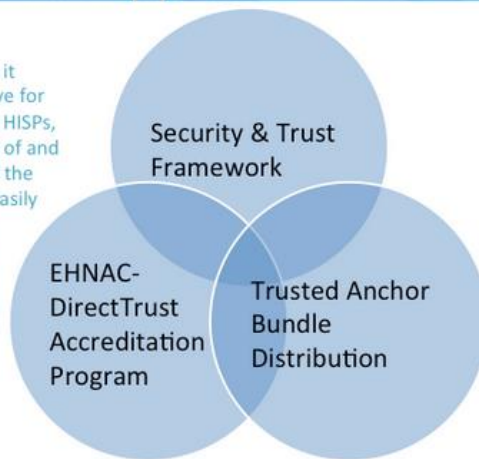 it
ve for
HISPs,
of and
the
asily
Security & Trust
Framework
EHNAC-
DirectTrust
Accreditation
Program
Trusted Anchor
Bundle
Distribution